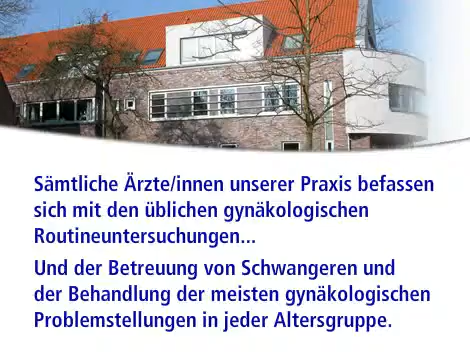 Sämtliche Ärzte/innen unserer Praxis befassen
sich mit den üblichen gynäkologischen
Routineuntersuchungen...
Und der Betreuung von Schwangeren und
der Behandlung der meisten gynäkologischen
Problemstellungen in jeder Altersgruppe.